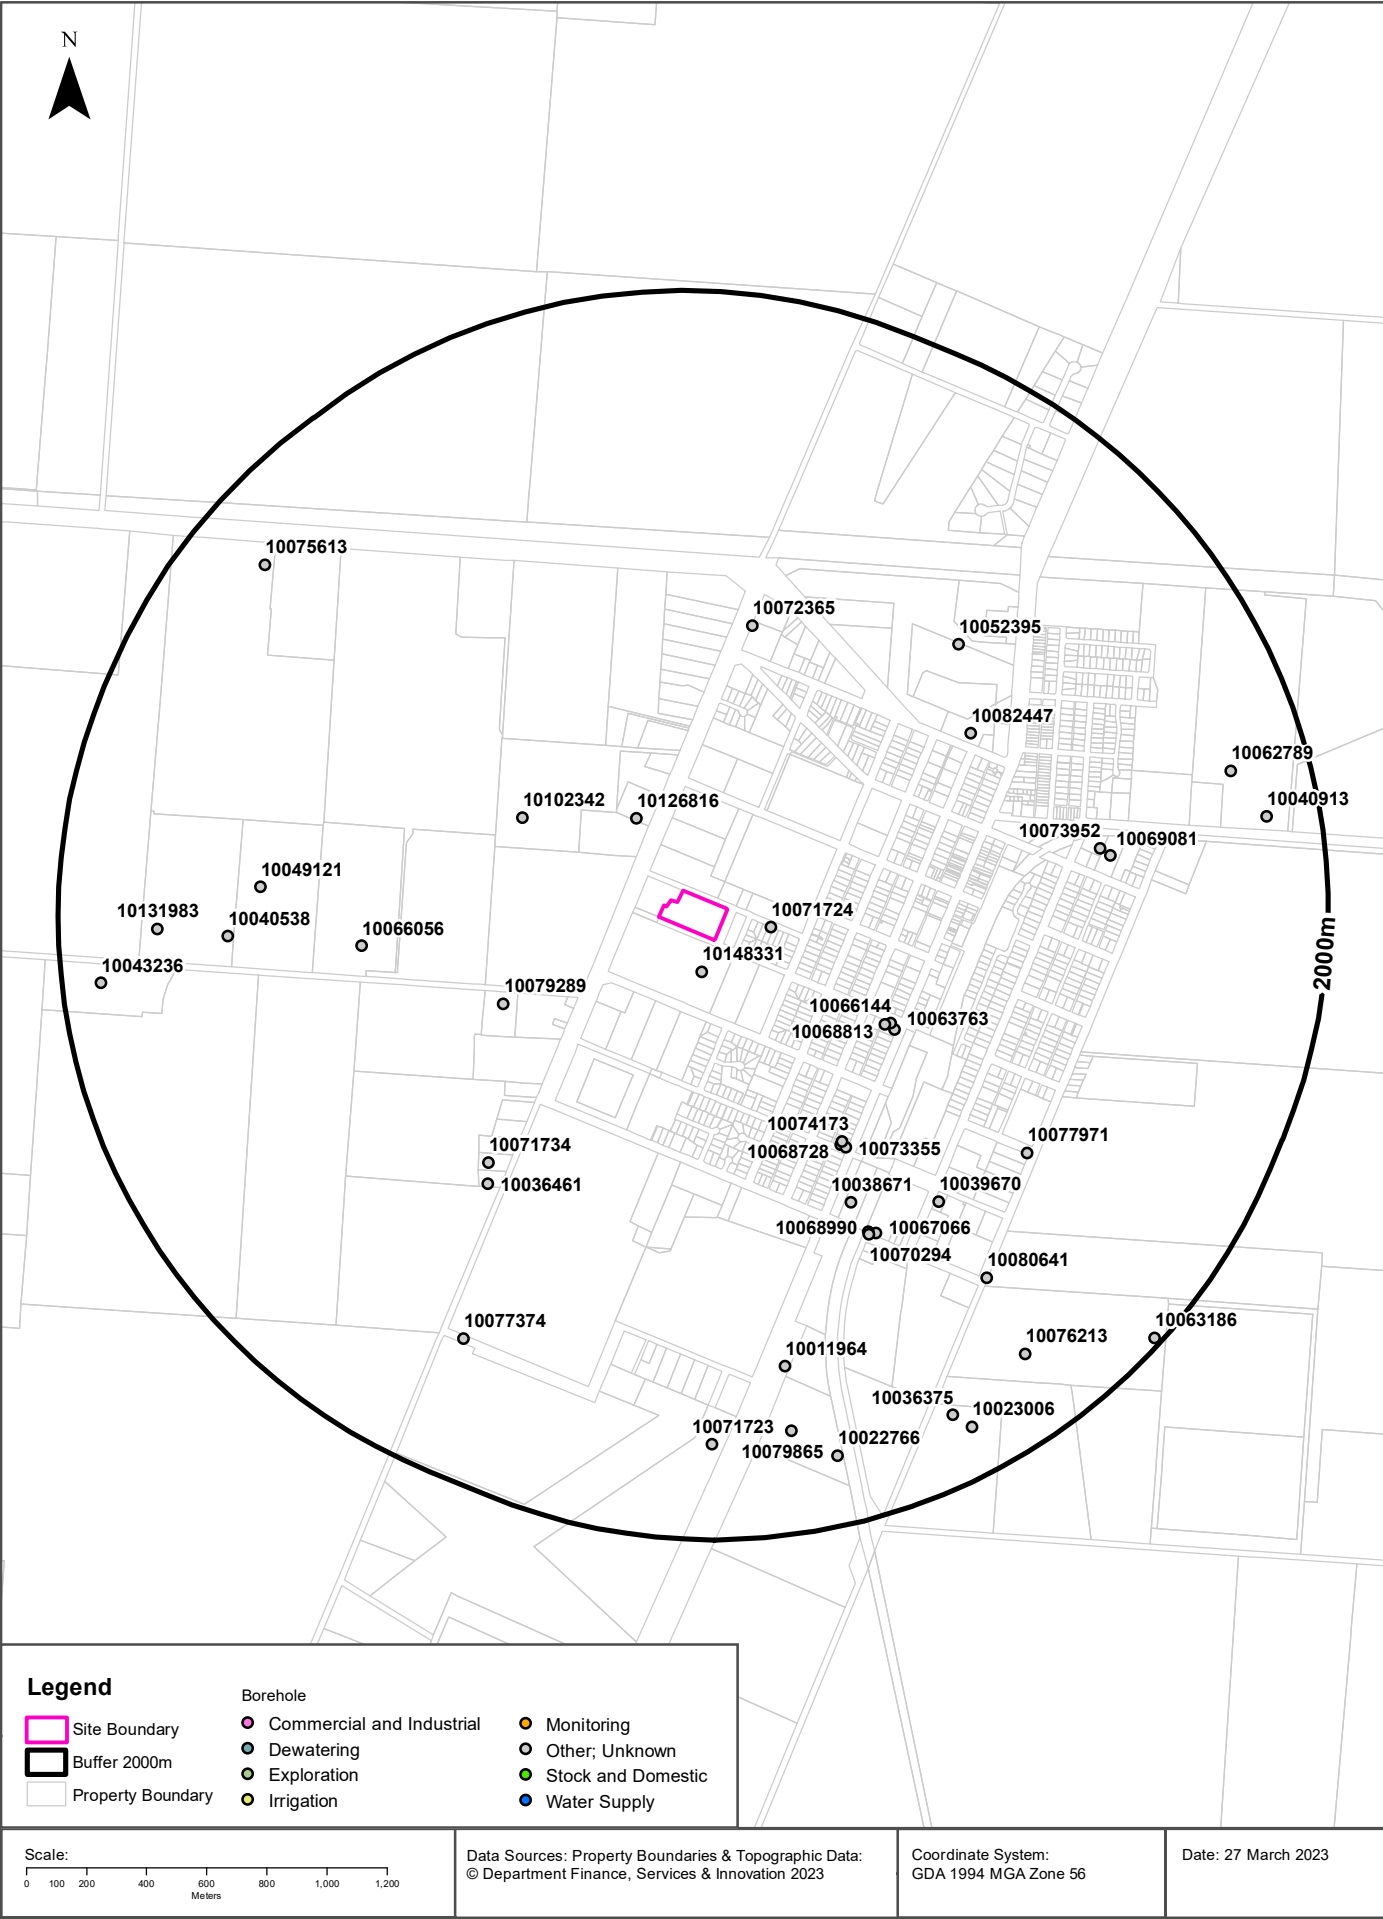 N
10075613
10072365
10052395
10082447
10062789
10040913
10102342
10126816
10073952
10069081
10049121
10131983
10040538
10066056
10071724
10148331
10043236
10079289
2000m
10066144
10063763
10068813
10074173
10068728
10073355
10077971
10071734
10036461
10038671
10039670
10068990
10067066
10070294
10080641
10077374
10063186
10076213
10011964
10036375
10023006
10071723
10079865
10022766
Legend
Site Boundary
Buffer 2000m
Property Boundary
Borehole
Commercial and Industrial
Dewatering
Exploration
Irrigation
Monitoring
Other; Unknown
Stock and Domestic
Water Supply
Scale:
0 100 200 400 600 800 1,000 1,200
Meters
Data Sources: Property Boundaries & Topographic Data:
© Department Finance, Services & Innovation 2023
Coordinate System:
GDA 1994 MGA Zone 56
Date: 27 March 2023